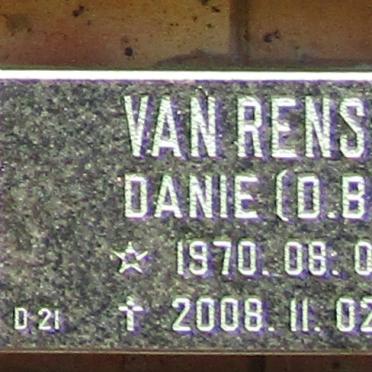 VAN RENS
DANIE (D.B
☆ 1970. 08. 0
D.21 ✝ 2008. 11. 02